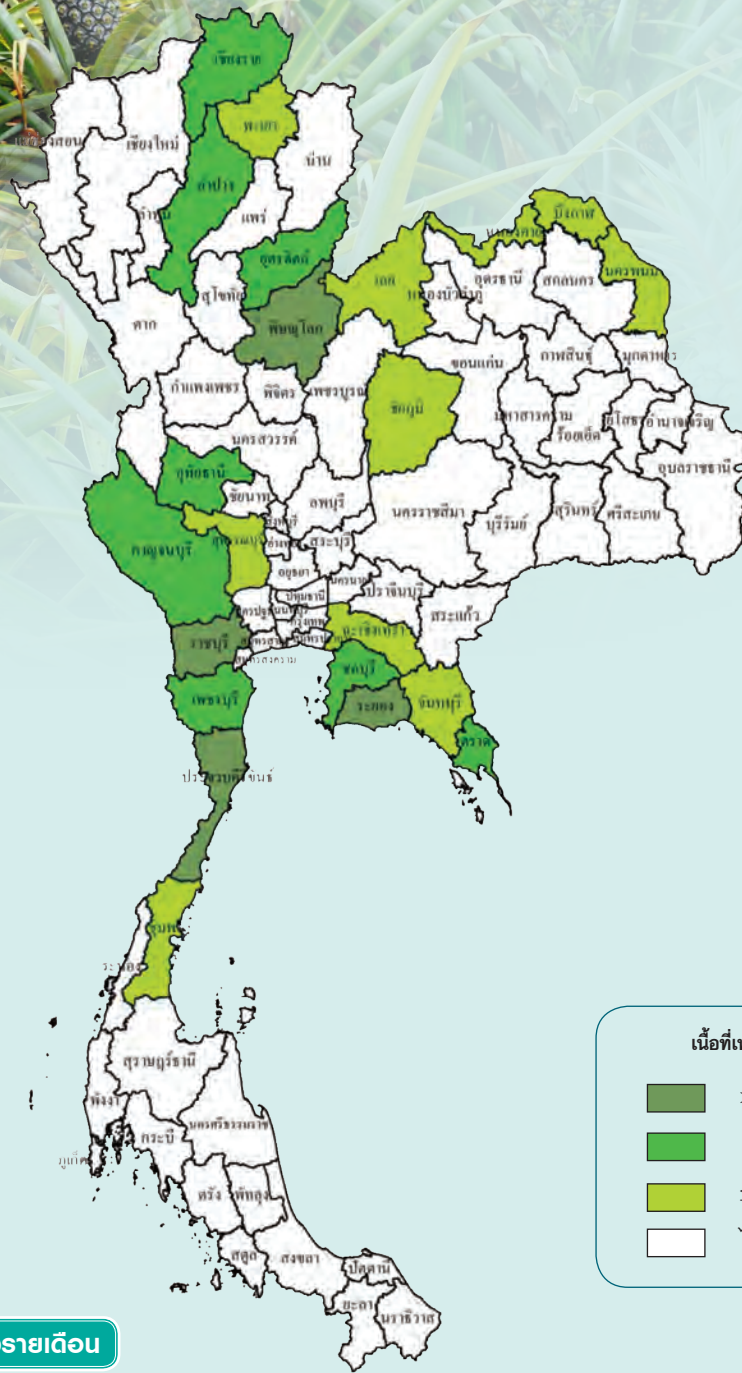 เชียงราย
พะเยา
เชียงใหม่
น่าน
ลำปาง
แพร่
อุตรดิตถ์
บึงกาฬ
เลย
อุดรธานี
สกลนคร
นครพนม
สุโขทัย
ตาก
พิษณุโลก
ขอนแก่น
กาฬสินธุ์
มุกดาหาร
กำแพงเพชร
พิจิตร
เพชรบูรณ์
ชัยภูมิ
มหาสารคาม
ร้อยเอ็ด
ยโสธร
อำนาจเจริญ
นครสวรรค์
อุบลราชธานี
อุทัยธานี
ชัยนาท
ลพบุรี
นครราชสีมา
บุรีรัมย์
สุรินทร์
ศรีสะเกษ
กาญจนบุรี
สระบุรี
อยุธยา
ปราจีนบุรี
ปทุมธานี
สระแก้ว
ราชบุรี
ฉะเชิงเทรา
ชลบุรี
เพชรบุรี
ระยอง
จันทบุรี
ตราด
ประจวบคีรีขันธ์
ระนอง
สุราษฎร์ธานี
พังงา
นครศรีธรรมราช
กระบี่
ภูเก็ต
ตรัง
พัทลุง
สตูล
สงขลา
ปัตตานี
ยะลา
นราธิวาส
เนื้อที่
รายเดือน